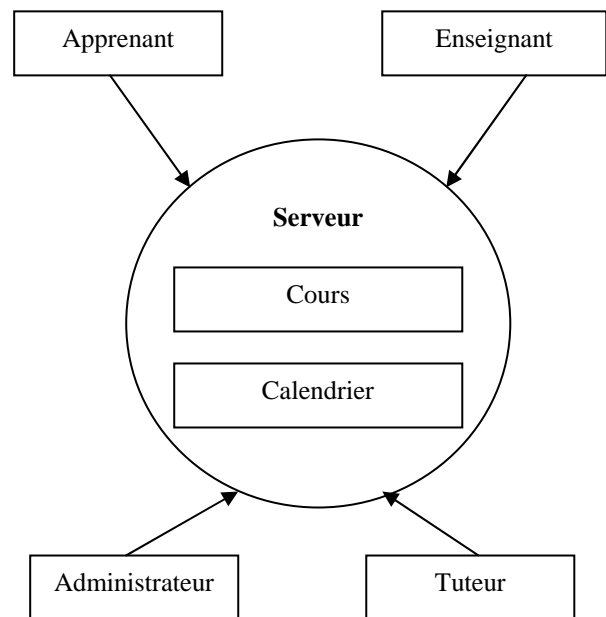 Apprenant
Enseignant
Serveur
Cours
Calendrier
Administrateur
Tuteur